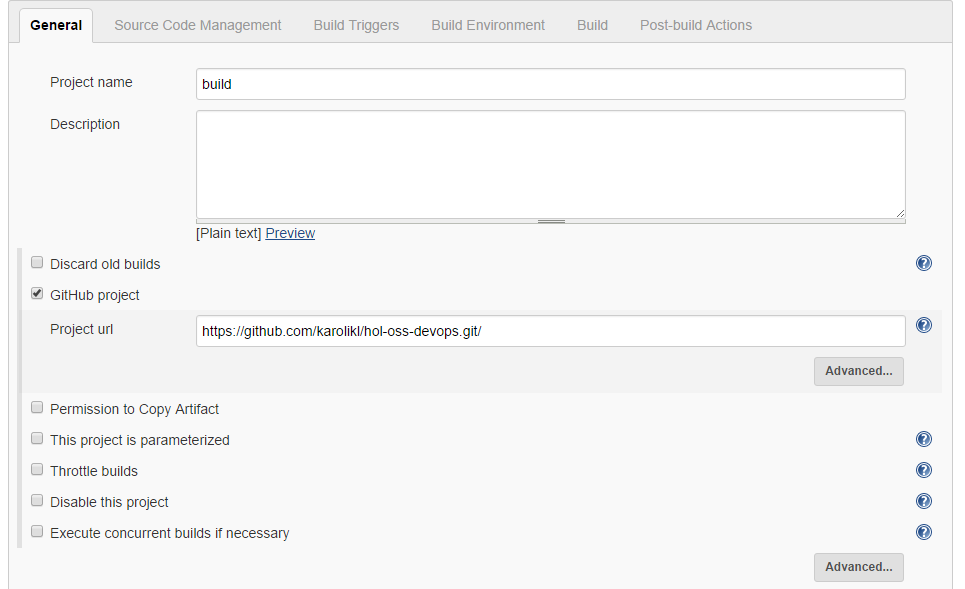 General Source Code Management Build Triggers Build Environment Build Post-build Actions
Project name build
Description
[Plain text] Preview
Discard old builds ?
GitHub project
Project url https://github.com/karolikl/hol-oss-devops.git/ ?
Advanced...
Permission to Copy Artifact
This project is parameterized ?
Throttle builds ?
Disable this project ?
Execute concurrent builds if necessary ?
Advanced...